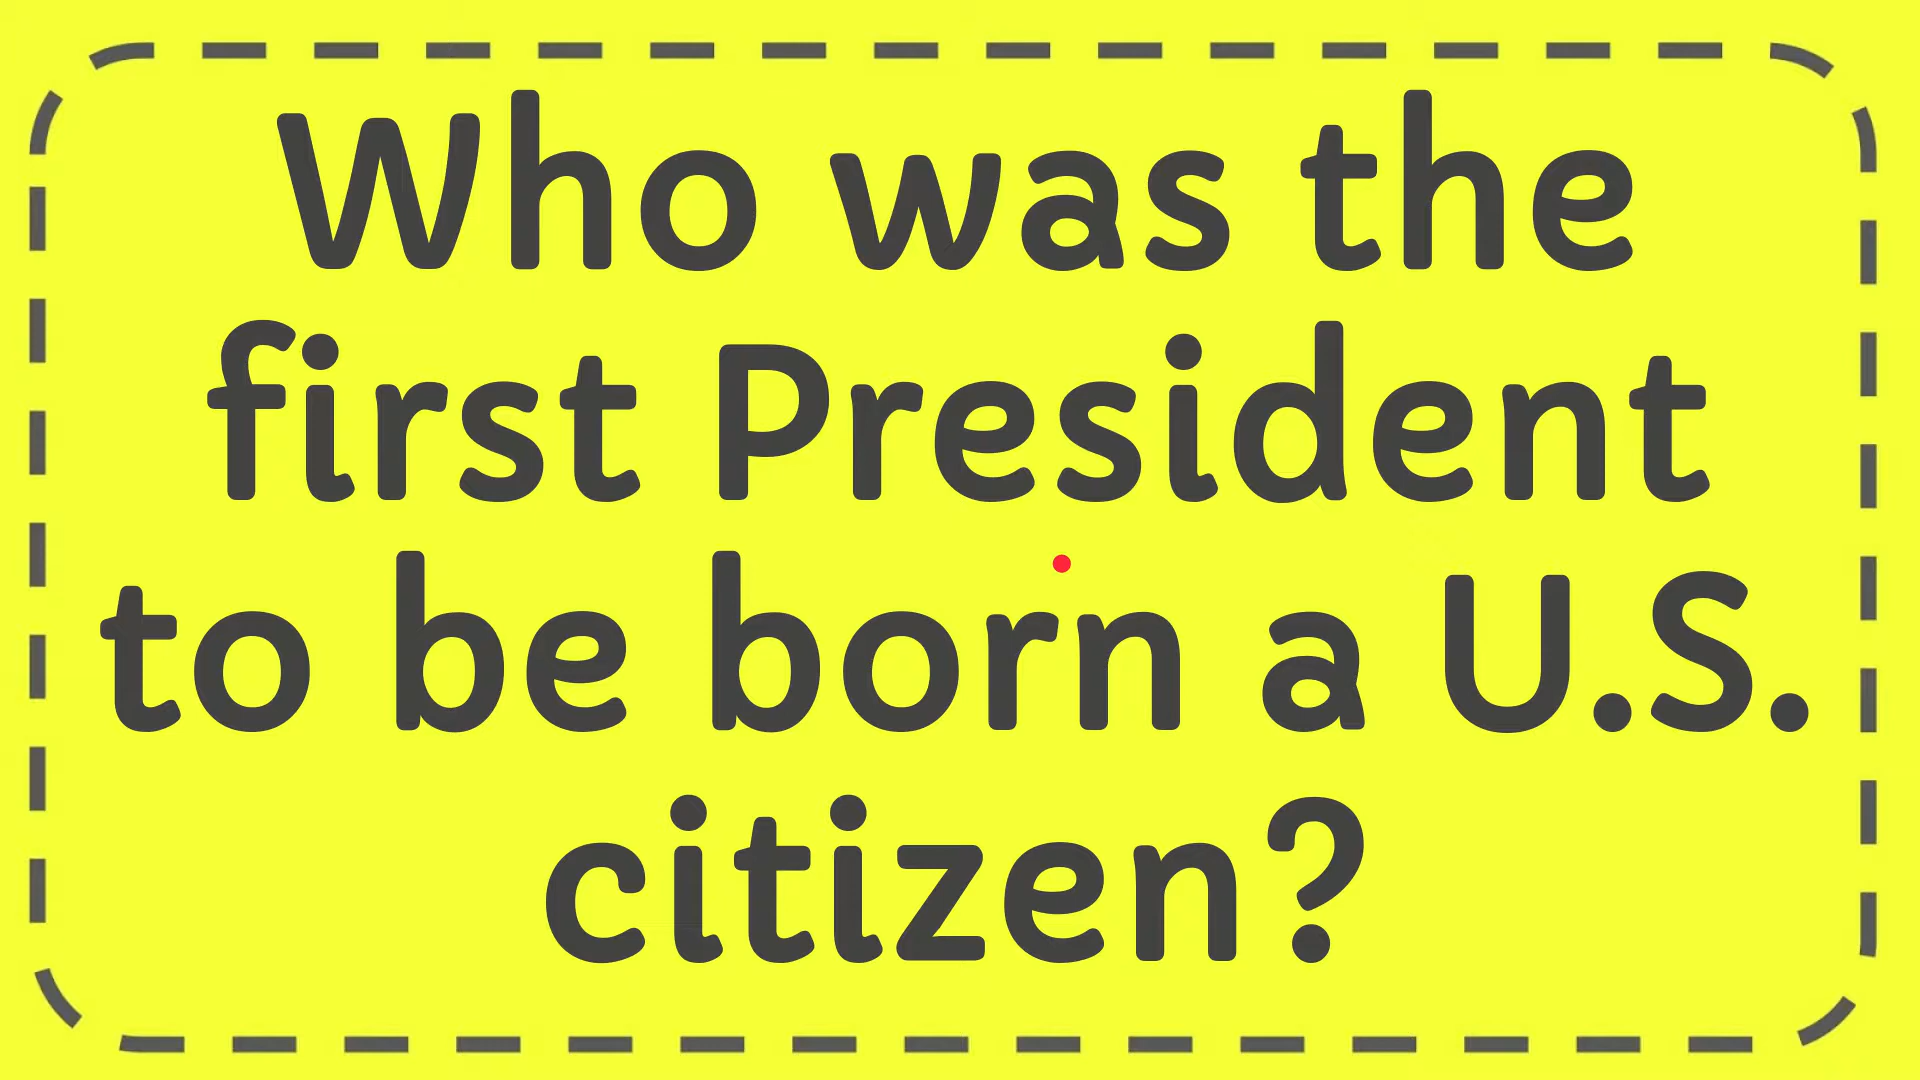 Who was the
first President
to be born a U.S.
citizen?